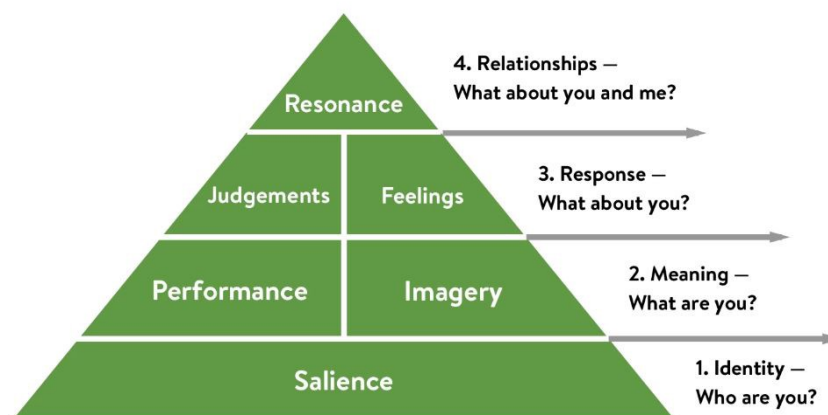 4. Relationships —
What about you and me?
Resonance
3. Response —
What about you?
Judgements
Feelings
2. Meaning —
What are you?
Performance
Imagery
1. Identity —
Who are you?
Salience